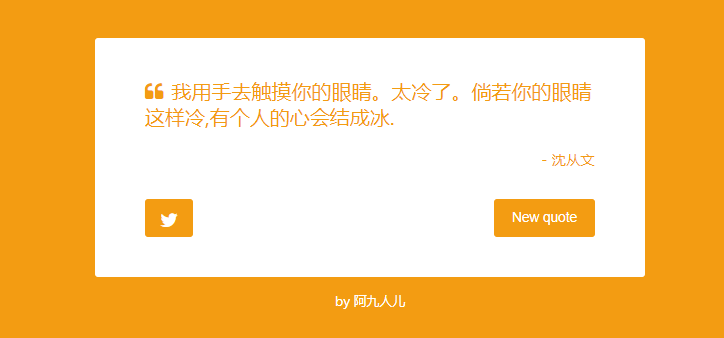 ❝ 我用手去触摸你的眼睛。太冷了。倘若你的眼睛
这样冷,有个人的心会结成冰.
- 沈从文
New quote
by 阿九人儿